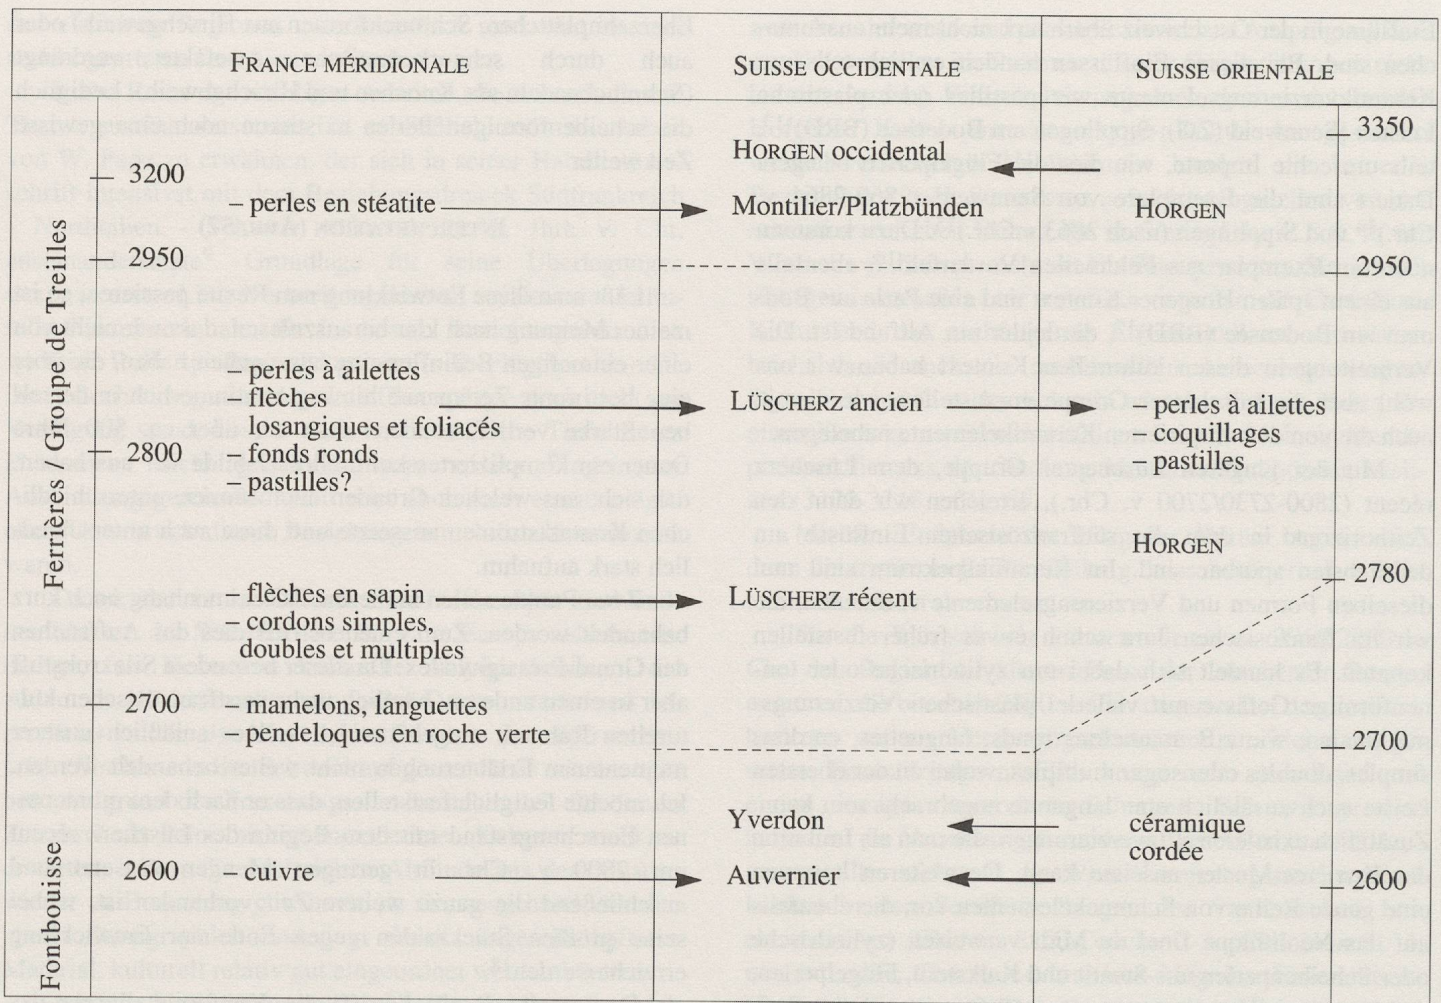 FRANCE MÉRIDIONALE
SUISSE OCCIDENTALE
SUISSE ORIENTALE
Ferrières Groupe de Treilles
Fontbouisse
3200
2950
2800
2700
2600
– perles en stéatite
– perles à ailettes
– flèches
losangiques et foliacés
– fonds ronds
– pastilles?
– flèches en sapin
– cordons simples,
doubles et multiples
– mamelons, languettes
– pendeloques en roche verte
– cuivre
HORGEN occidental
Montilier/Platzbünden
LÜSCHERZ ancien
LÜSCHERZ récent
Yverdon
Auvernier
3350
HORGEN
2950
– perles à ailettes
– coquillages
– pastilles
HORGEN
2780
2700
céramique
cordée
2600